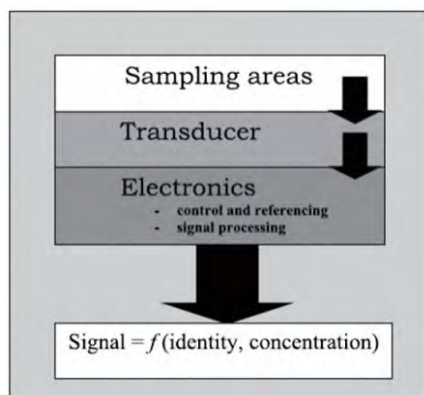 Sampling areas
Transducer
Electronics
- control and referencing
- signal processing
Signal = f(identity, concentration)